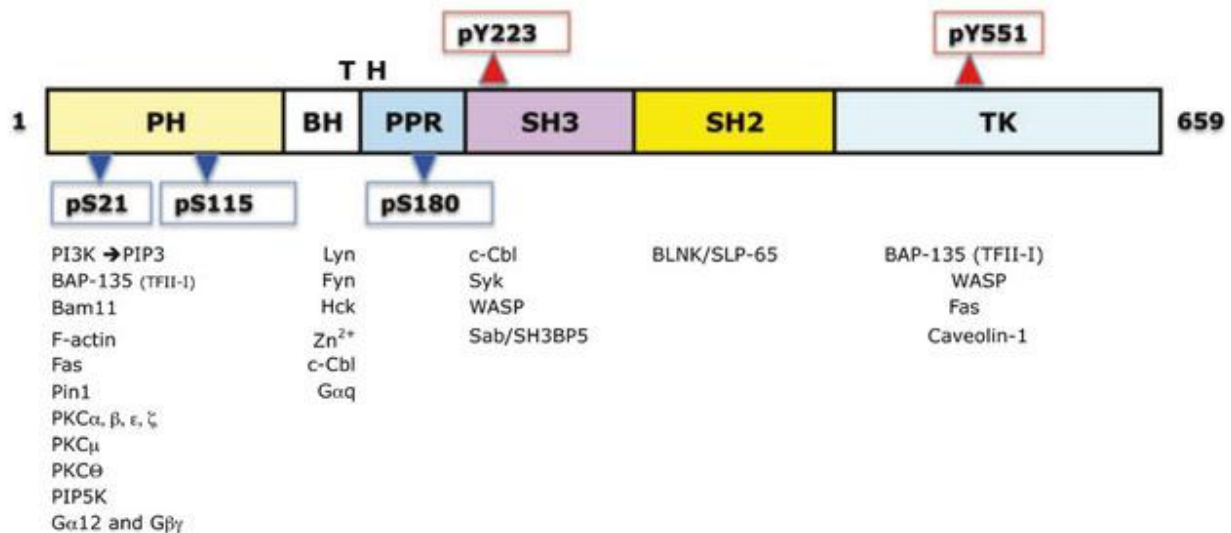 pY223 pY551
T H
1 PH BH PPR SH3 SH2 TK 659
pS21 pS115 pS180
PI3K ➔PIP3 Lyn c-Cbl BLNK/SLP-65 BAP-135 (TFII-I)
BAP-135 (TFII-I) Fyn Syk WASP
Bam11 Hck WASP Fas
F-actin Zn²⁺ Sab/SH3BP5 Caveolin-1
Fas c-Cbl
Pin1 Gαq
PKCα, β, ε, ζ
PKCμ
PKCΘ
PIP5K
Gα12 and Gβγ